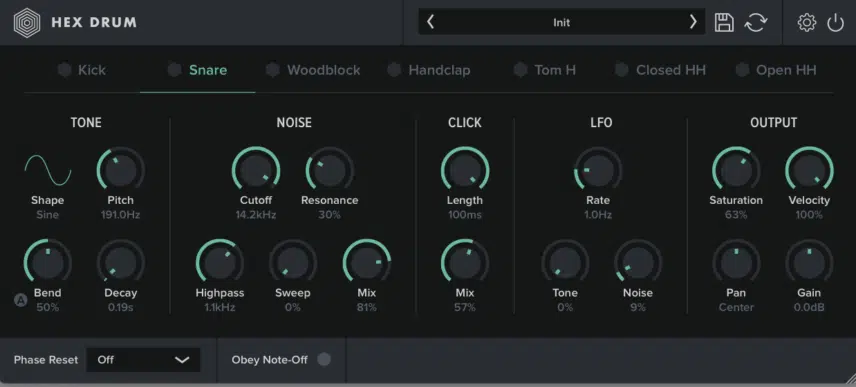 HEX DRUM
Init
Kick Snare Woodblock Handclap Tom H Closed HH Open HH
TONE NOISE CLICK LFO OUTPUT
Shape Pitch Cutoff Resonance Length Rate Saturation Velocity
Sine 191.0Hz 14.2kHz 30% 100ms 1.0Hz 63% 100%
Bend Decay Highpass Sweep Mix Mix Tone Noise Pan Gain
A 50% 0.19s 1.1kHz 0% 81% 57% 0% 9% Center 0.0dB
Phase Reset Off Obey Note-Off